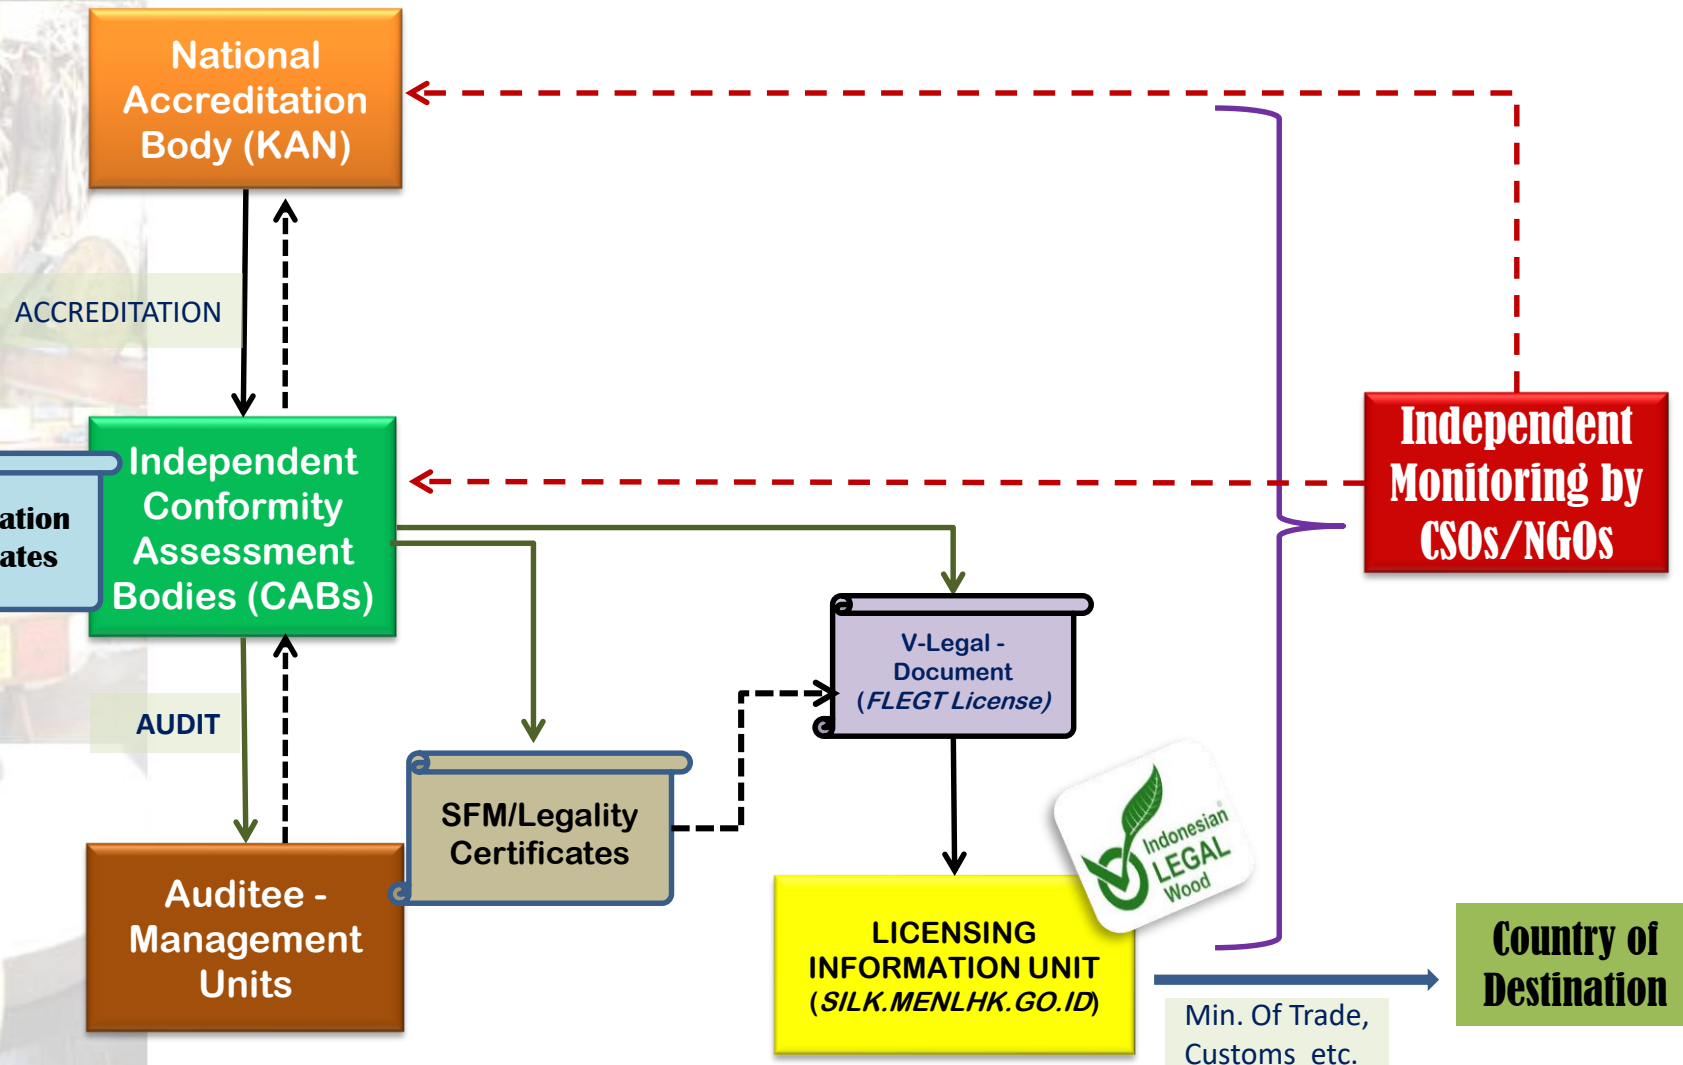 National
Accreditation
Body (KAN)
ACCREDITATION
Independent
Conformity
Assessment
Bodies (CABs)
ation
ates
Independent
Monitoring by
CSOs/NGOs
V-Legal -
Document
(FLEGT License)
AUDIT
SFM/Legality
Certificates
Indonesian
LEGAL
Wood
Auditee -
Management
Units
LICENSING
INFORMATION UNIT
(SILK.MENLHK.GO.ID)
Country of
Destination
Min. Of Trade,
Customs etc.